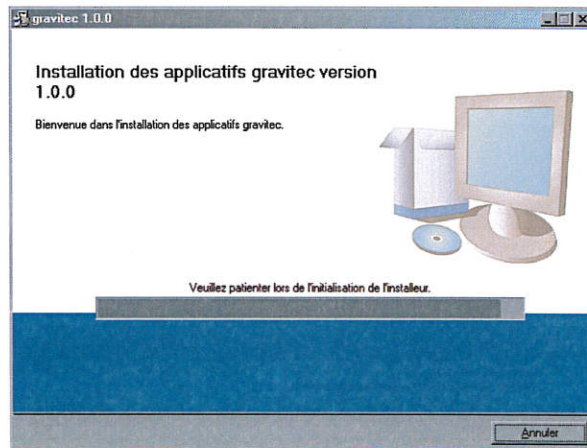 gravitec 1.0.0
Installation des applicatifs gravitec version
1.0.0
Bienvenue dans l'installation des applicatifs gravitec.
Veuillez patienter lors de l'initialisation de l'installeur.
Annuler